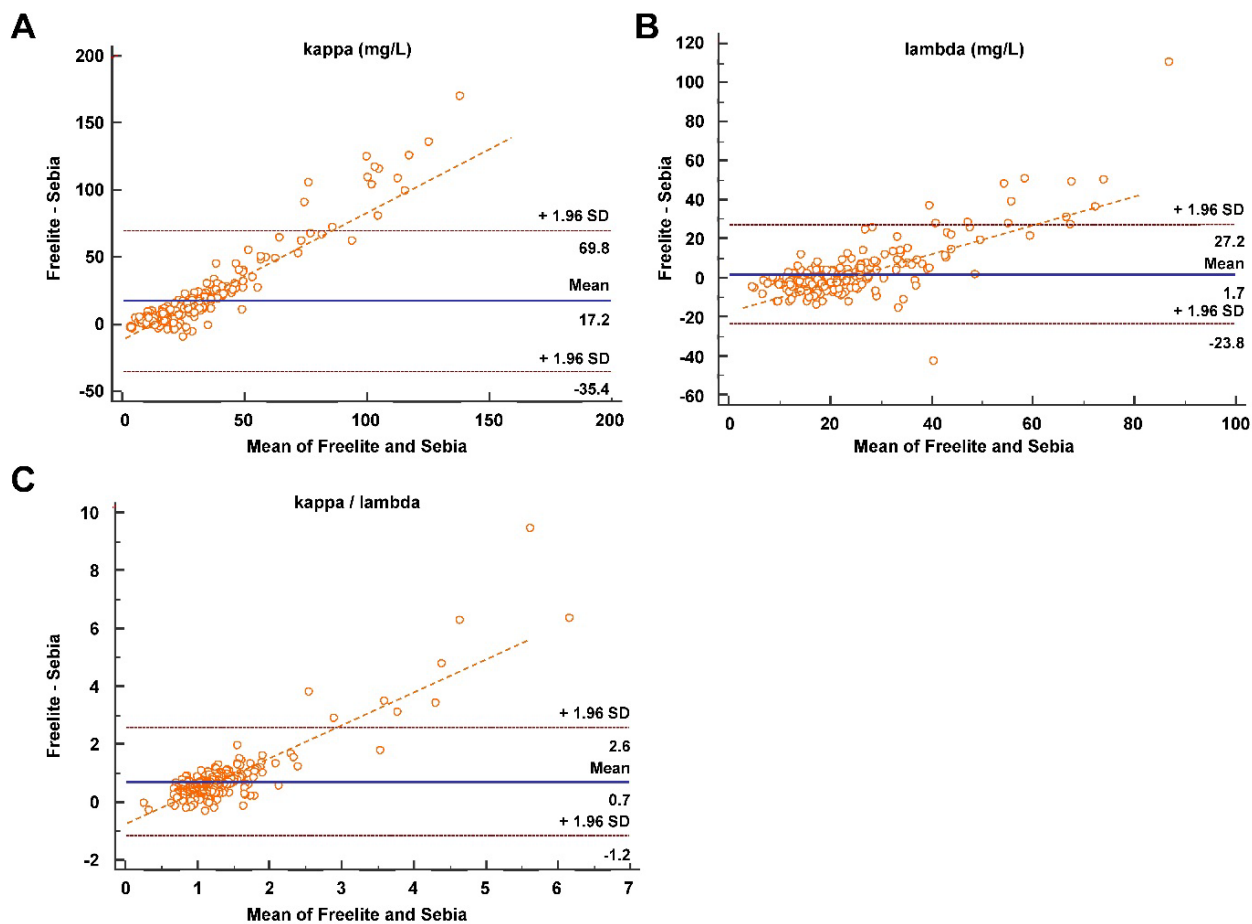 A
kappa (mg/L)
200
150
100
50
0
-50
Freelite - Sebia
+ 1.96 SD
69.8
Mean
17.2
+ 1.96 SD
-35.4
0 50 100 150 200
Mean of Freelite and Sebia
B
lambda (mg/L)
120
100
80
60
40
20
0
-20
-40
-60
Freelite - Sebia
+ 1.96 SD
27.2
Mean
1.7
+ 1.96 SD
-23.8
0 20 40 60 80 100
Mean of Freelite and Sebia
C
kappa / lambda
10
8
6
4
2
0
-2
Freelite - Sebia
+ 1.96 SD
2.6
Mean
0.7
+ 1.96 SD
-1.2
0 1 2 3 4 5 6 7
Mean of Freelite and Sebia